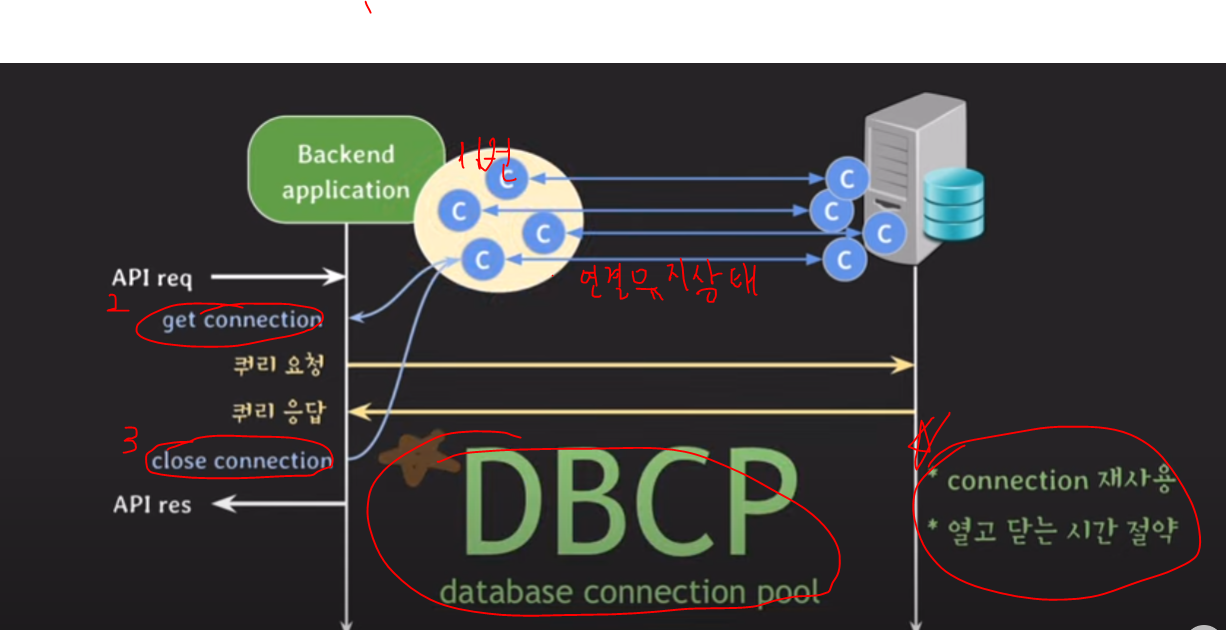 Backend
application
1번
C
C
C
C
C
C
C
C
연결유지상태
API req
2
get connection
쿼리 요청
쿼리 응답
3
close connection
API res
DBCP
database connection pool
* connection 재사용
* 열고 닫는 시간 절약